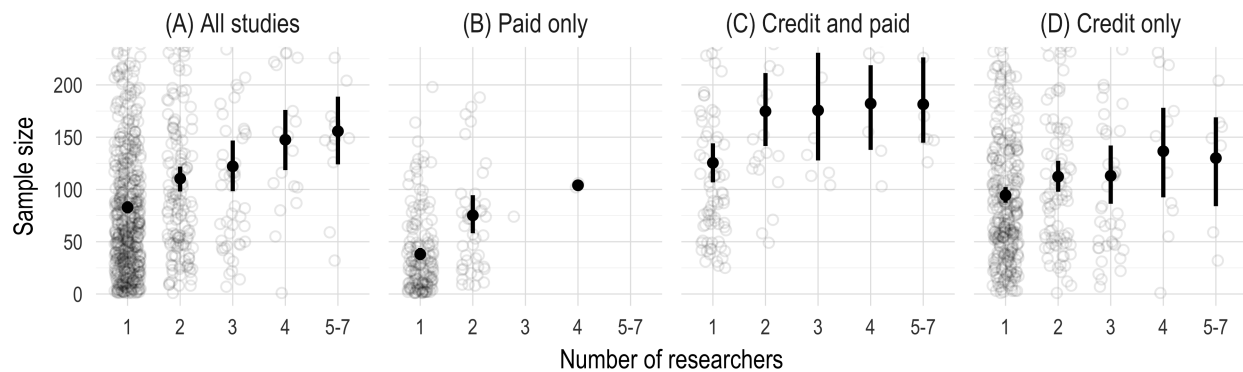 (A) All studies
(B) Paid only
(C) Credit and paid
(D) Credit only
Sample size
200
150
100
50
0
1 2 3 4 5-7
1 2 3 4 5-7
1 2 3 4 5-7
1 2 3 4 5-7
Number of researchers